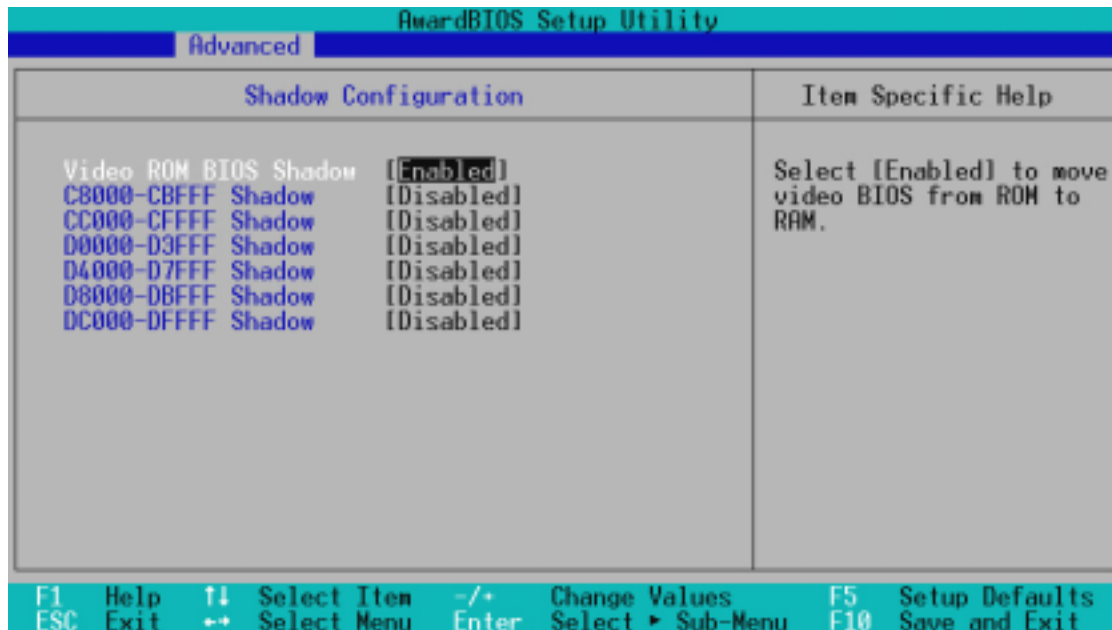 AwardBIOS Setup Utility
Advanced
Shadow Configuration
Item Specific Help
Video ROM BIOS Shadow [Enabled]
C8000-CBFFF Shadow [Disabled]
CC000-CFFFF Shadow [Disabled]
D0000-D3FFF Shadow [Disabled]
D4000-D7FFF Shadow [Disabled]
D8000-DBFFF Shadow [Disabled]
DC000-DFFFF Shadow [Disabled]
Select [Enabled] to move
video BIOS from ROM to
RAM.
F1 Help ↑↓ Select Item -/+ Change Values F5 Setup Defaults
ESC Exit ←→ Select Menu Enter Select ► Sub-Menu F10 Save and Exit